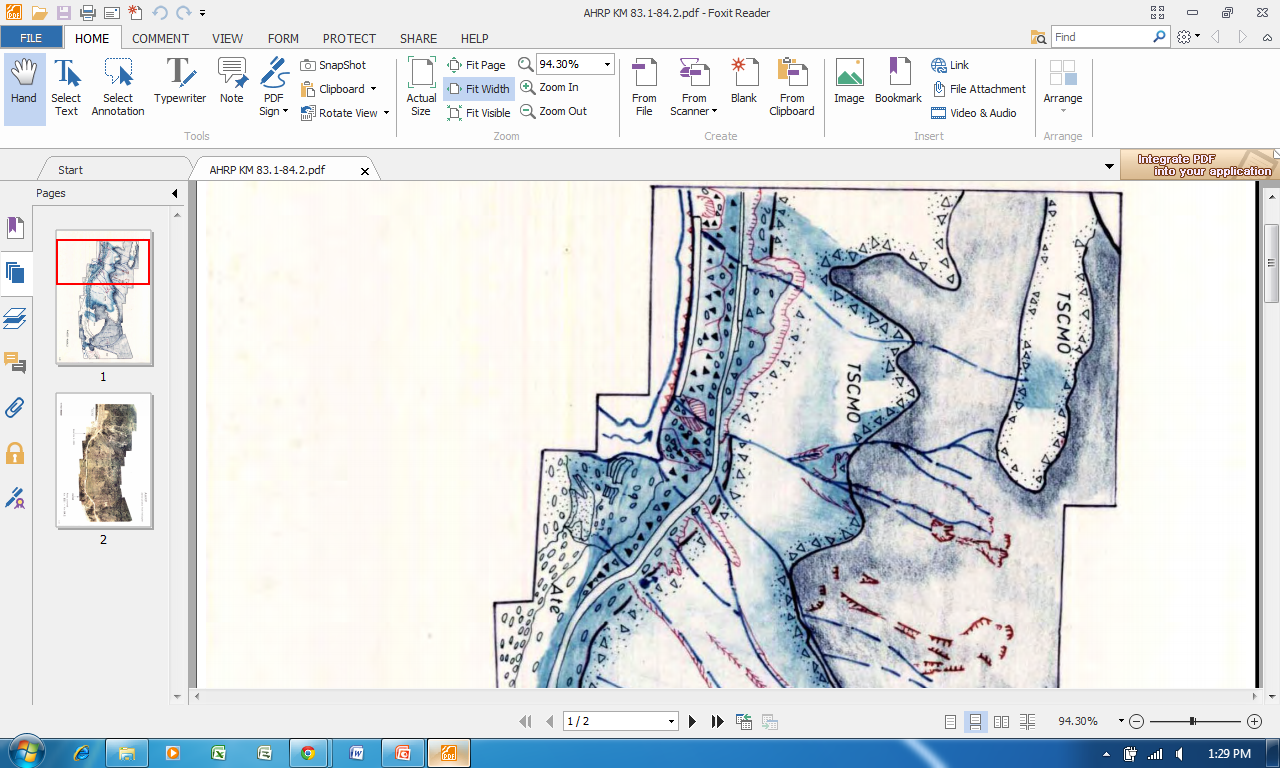 AHRP KM 83.1-84.2.pdf - Foxit Reader
FILE HOME COMMENT VIEW FORM PROTECT SHARE HELP Find
Hand
Select Text
Select Annotation
Typewriter
Note
PDF Sign
SnapShot
Clipboard
Rotate View
Tools
Actual Size
Fit Page
Fit Width
Fit Visible
94.30%
Zoom In
Zoom Out
Zoom
From File
From Scanner
Blank
From Clipboard
Create
Image
Bookmark
Link
File Attachment
Video & Audio
Insert
Arrange
Arrange
Start
AHRP KM 83.1-84.2.pdf
Integrate PDF
into your application
Pages
1
2
TSCMO
TSCMO
Ate
1 / 2
94.30%
1:29 PM